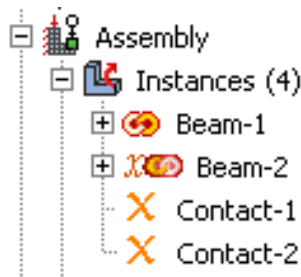 Assembly
Instances (4)
Beam-1
Beam-2
Contact-1
Contact-2